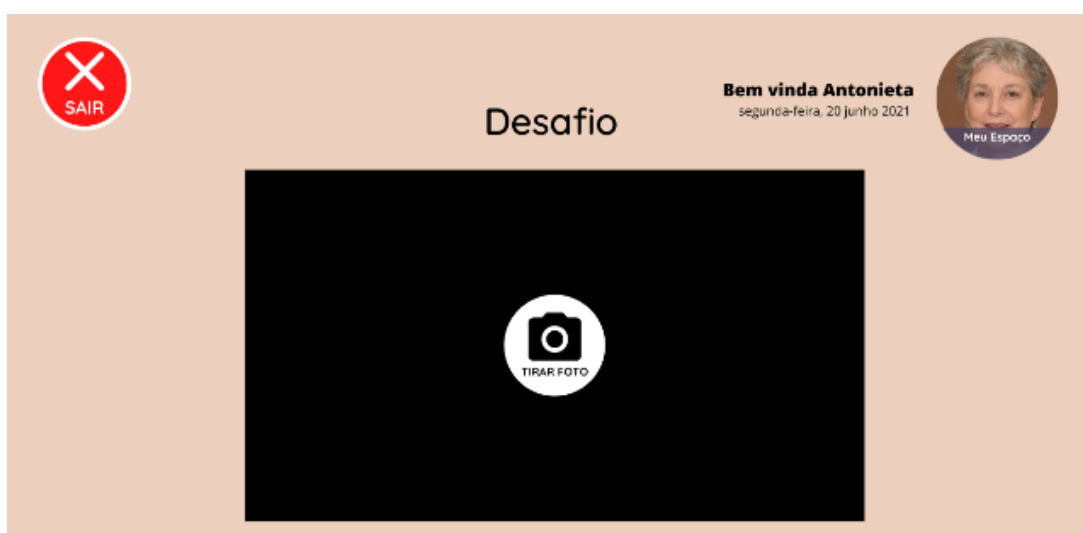 SAIR
Desafio
Bem vinda Antonieta
segunda-feira, 20 junho 2021
Meu Espaço
TIRAR FOTO